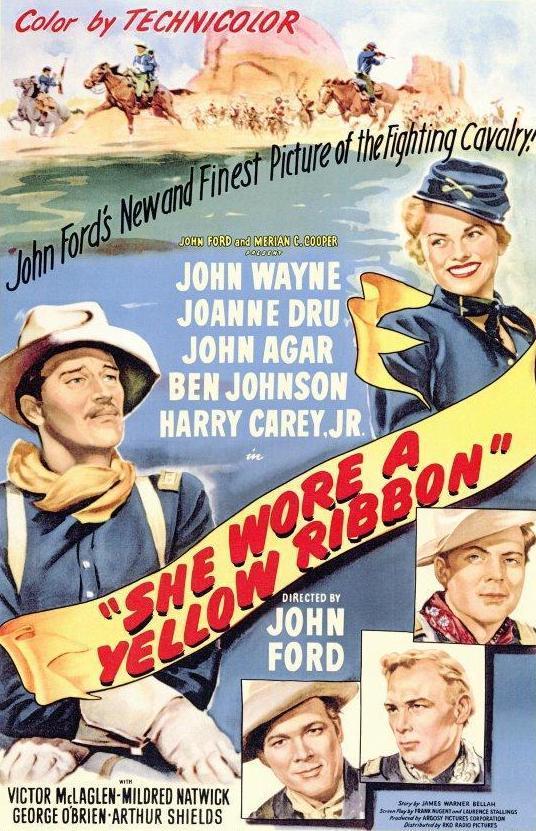 Color by TECHNICOLOR
John Ford's New and Finest Picture of the Fighting Cavalry!
JOHN FORD and MERIAN C. COOPER
PRESENT
JOHN WAYNE
JOANNE DRU
JOHN AGAR
BEN JOHNSON
HARRY CAREY, JR.
in
"SHE WORE A
YELLOW RIBBON"
DIRECTED BY
JOHN
FORD
WITH
VICTOR McLAGLEN · MILDRED NATWICK
GEORGE O'BRIEN · ARTHUR SHIELDS
Story by JAMES WARNER BELLAH
Screen Play by FRANK NUGENT and LAURENCE STALLINGS
Produced by ARGOSY PICTURES CORPORATION
Distributed by RKO RADIO PICTURES